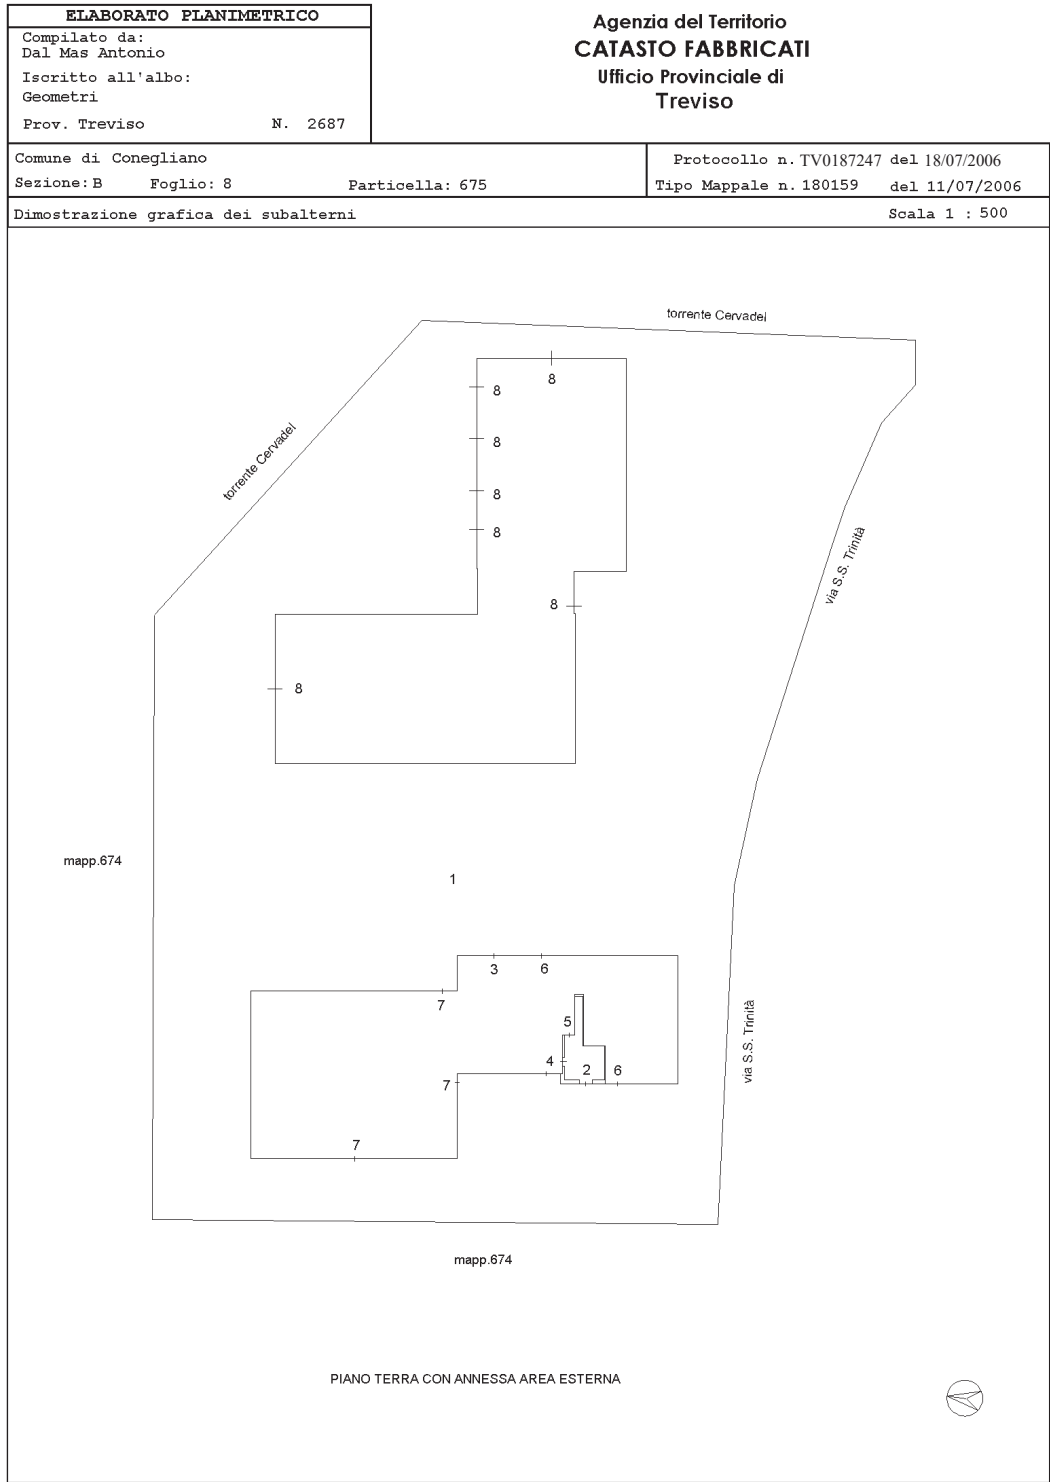 ELABORATO PLANIMETRICO
Compilato da:
Dal Mas Antonio
Iscritto all'albo:
Geometri
Prov. Treviso N. 2687
Agenzia del Territorio
CATASTO FABBRICATI
Ufficio Provinciale di
Treviso
Comune di Conegliano
Sezione: B Foglio: 8 Particella: 675
Protocollo n. TV0187247 del 18/07/2006
Tipo Mappale n. 180159 del 11/07/2006
Dimostrazione grafica dei subalterni
Scala 1 : 500
torrente Cervadel
8
8
8
torrente Cervadel
8
8
via S.S. Trinità
8
8
mapp.674
1
3 6
7
via S.S. Trinità
5
4
2 6
7
7
mapp.674
PIANO TERRA CON ANNESSA AREA ESTERNA